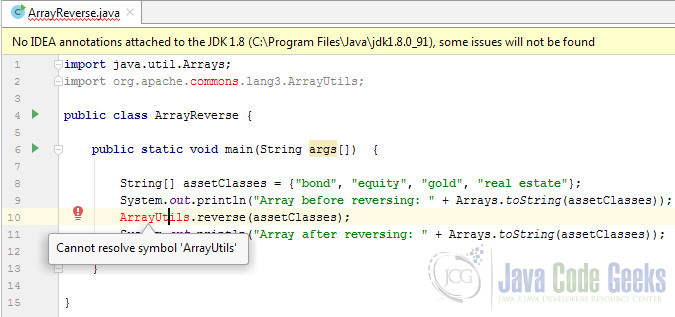 ArrayReverse.java
No IDEA annotations attached to the JDK 1.8 (C:\Program Files\Java\jdk1.8.0_91), some issues will not be found
1 import java.util.Arrays;
2 import org.apache.commons.lang3.ArrayUtils;
3
4 public class ArrayReverse {
5
6 public static void main(String args[]) {
7
8 String[] assetClasses = {"bond", "equity", "gold", "real estate"};
9 System.out.println("Array before reversing: " + Arrays.toString(assetClasses));
10 ArrayUtils.reverse(assetClasses);
11 System.out.println("Array after reversing: " + Arrays.toString(assetClasses));
Cannot resolve symbol 'ArrayUtils'
12
13 }
14
15 }
JCG Java Code Geeks
Java 2 Java Developers Resource Center